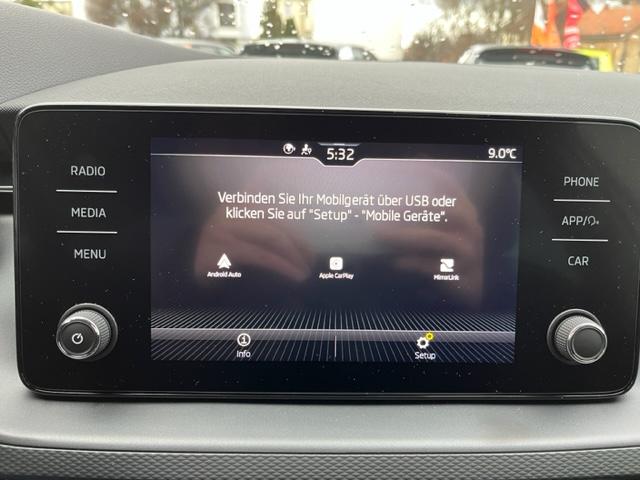 5:32
9.0°C
RADIO
MEDIA
MENU
Verbinden Sie Ihr Mobilgerät über USB oder
klicken Sie auf "Setup" - "Mobile Geräte".
Android Auto
Apple CarPlay
MirrorLink
Info
Setup
PHONE
APP/
CAR